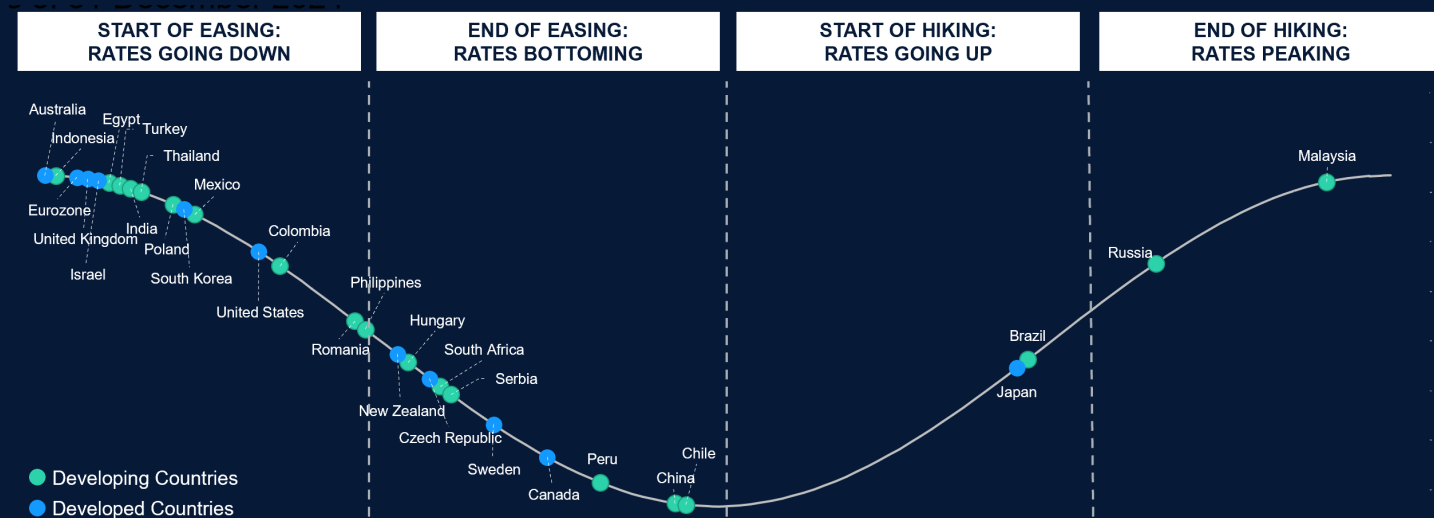 START OF EASING:
RATES GOING DOWN
END OF EASING:
RATES BOTTOMING
START OF HIKING:
RATES GOING UP
END OF HIKING:
RATES PEAKING
Australia
Indonesia
Egypt
Turkey
Thailand
Mexico
Eurozone
United Kingdom
India
Poland
Israel
South Korea
Colombia
United States
Philippines
Romania
Hungary
South Africa
Serbia
New Zealand
Czech Republic
Sweden
Canada
Peru
China
Chile
Brazil
Japan
Russia
Malaysia
Developing Countries
Developed Countries